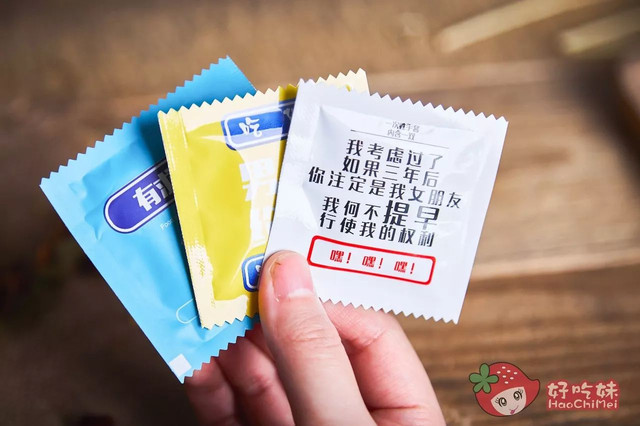 有
吃
我考虑过了
如果三年后
你注定是我女朋友
我何不提早
行使我的权利
嘿！嘿！嘿！
好吃妹
HaoChiMei